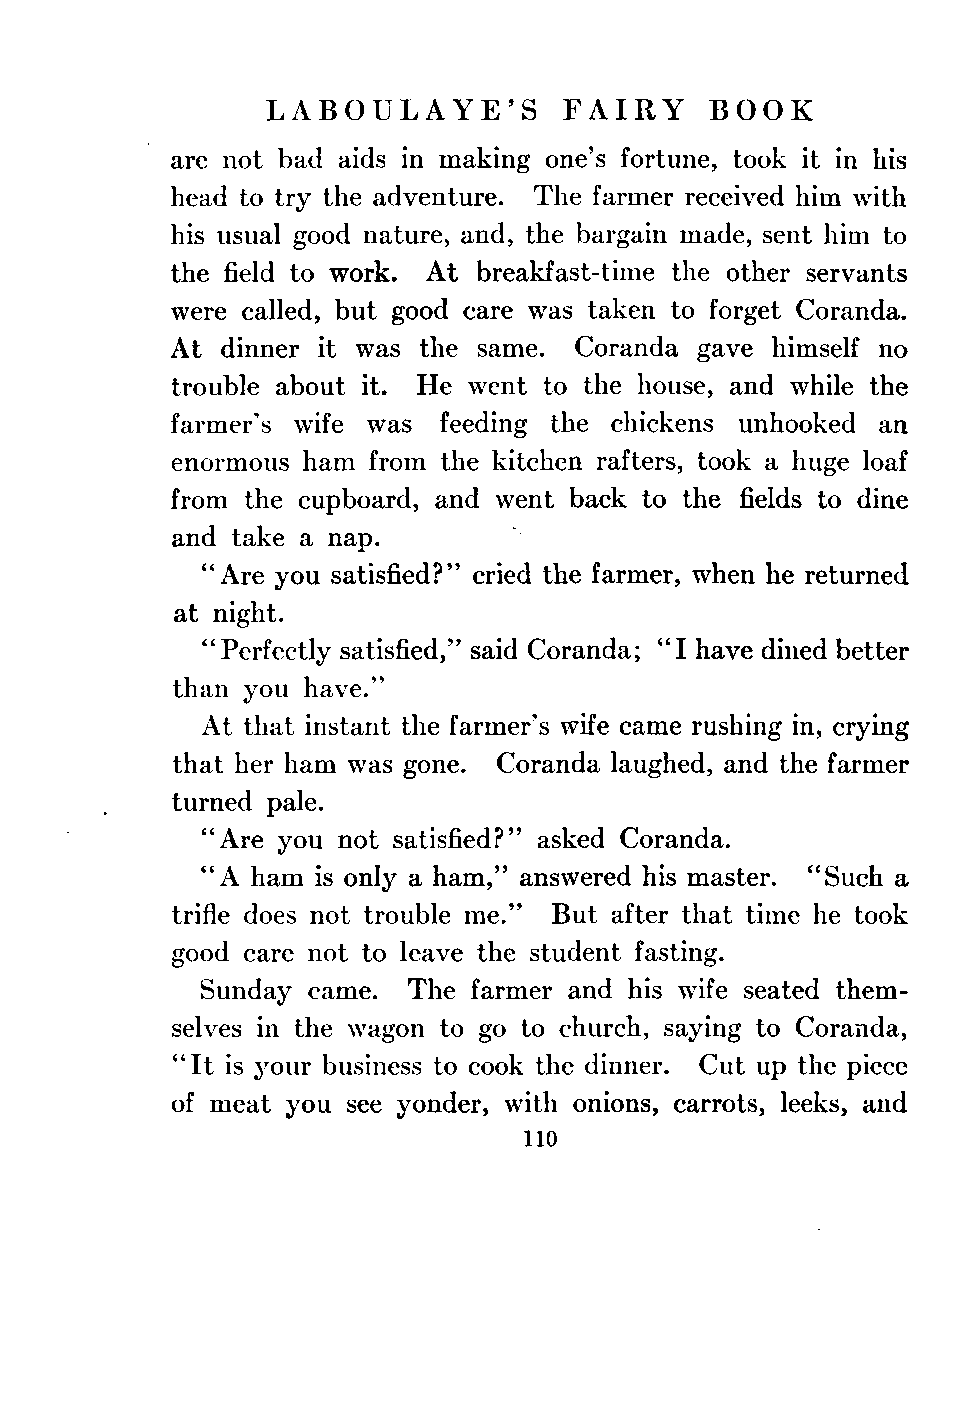 LABOULAYE'S FAIRY BOOK
are not bad aids in making one's fortune, took it in his
head to try the adventure. The farmer received him with
his usual good nature, and, the bargain made, sent him to
the field to work. At breakfast-time the other servants
were called, but good care was taken to forget Coranda.
At dinner it was the same. Coranda gave himself no
trouble about it. He went to the house, and while the
farmer's wife was feeding the chickens unhooked an
enormous ham from the kitchen rafters, took a huge loaf
from the cupboard, and went back to the fields to dine
and take a nap.
"Are you satisfied?" cried the farmer, when he returned
at night.
"Perfectly satisfied," said Coranda; "I have dined better
than you have."
At that instant the farmer's wife came rushing in, crying
that her ham was gone. Coranda laughed, and the farmer
turned pale.
"Are you not satisfied?" asked Coranda.
"A ham is only a ham," answered his master. "Such a
trifle does not trouble me." But after that time he took
good care not to leave the student fasting.
Sunday came. The farmer and his wife seated them-
selves in the wagon to go to church, saying to Coranda,
"It is your business to cook the dinner. Cut up the piece
of meat you see yonder, with onions, carrots, leeks, and
110